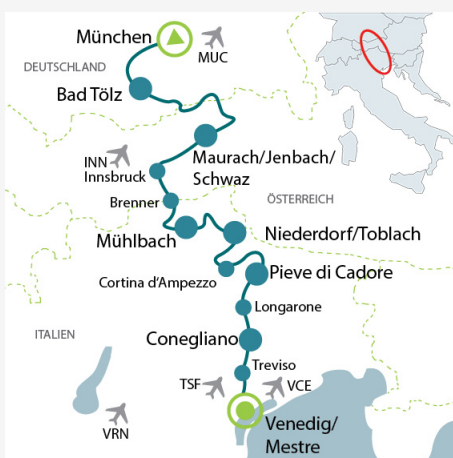 München
MUC
DEUTSCHLAND
Bad Tölz
Maurach/Jenbach/
Schwaz
INN
Innsbruck
Brenner
ÖSTERREICH
Mühlbach
Niederdorf/Toblach
Cortina d'Ampezzo
Pieve di Cadore
Longarone
ITALIEN
Conegliano
Treviso
TSF
VCE
VRN
Venedig/
Mestre